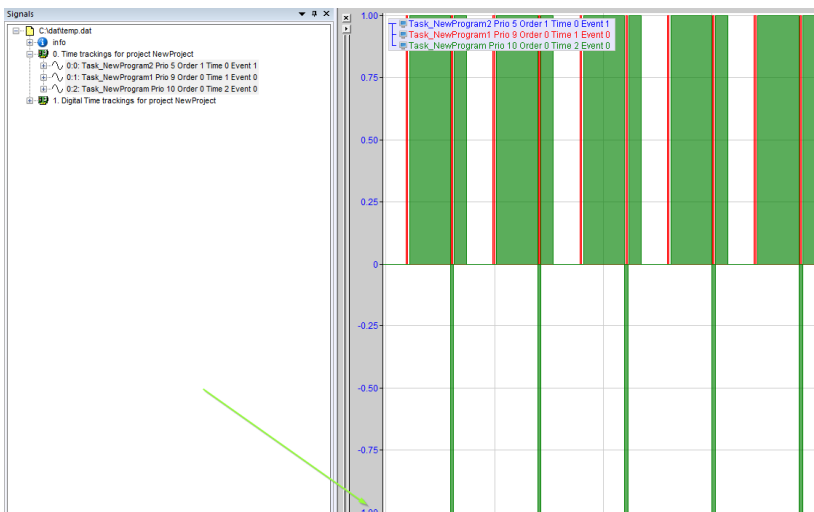 Signals
C:\dat\temp.dat
info
0. Time trackings for project NewProject
0:0: Task_NewProgram2 Prio 5 Order 1 Time 0 Event 1
0:1: Task_NewProgram1 Prio 9 Order 0 Time 1 Event 0
0:2: Task_NewProgram Prio 10 Order 0 Time 2 Event 0
1. Digital Time trackings for project NewProject
Task_NewProgram2 Prio 5 Order 1 Time 0 Event 1
Task_NewProgram1 Prio 9 Order 0 Time 1 Event 0
Task_NewProgram Prio 10 Order 0 Time 2 Event 0
1.00
0.75
0.50
0.25
0
-0.25
-0.50
-0.75
-1.00